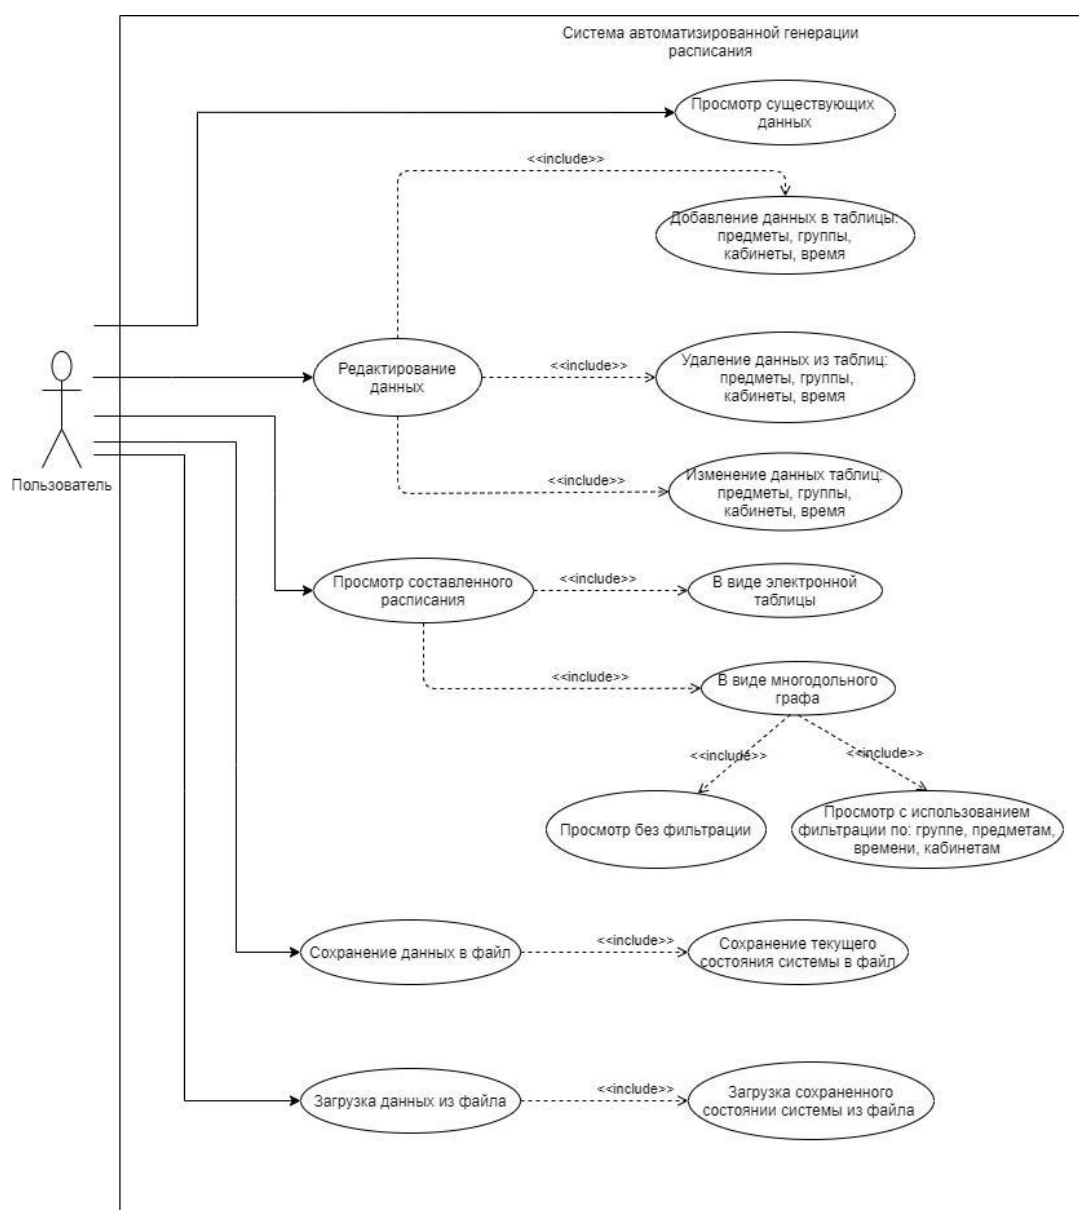 Система автоматизированной генерации
расписания
Просмотр существующих
данных
<<include>>
Добавление данных в таблицы:
предметы, группы,
кабинеты, время
Редактирование
данных
<<include>>
Удаление данных из таблиц:
предметы, группы,
кабинеты, время
Пользователь
<<include>>
Изменение данных таблиц:
предметы, группы,
кабинеты, время
Просмотр составленного
расписания
<<include>>
В виде электронной
таблицы
<<include>>
В виде многодольного
графа
<<include>>
<<include>>
Просмотр без фильтрации
Просмотр с использованием
фильтрации по: группе, предметам,
времени, кабинетам
Сохранение данных в файл
<<include>>
Сохранение текущего
состояния системы в файл
Загрузка данных из файла
<<include>>
Загрузка сохраненного
состоянии системы из файла